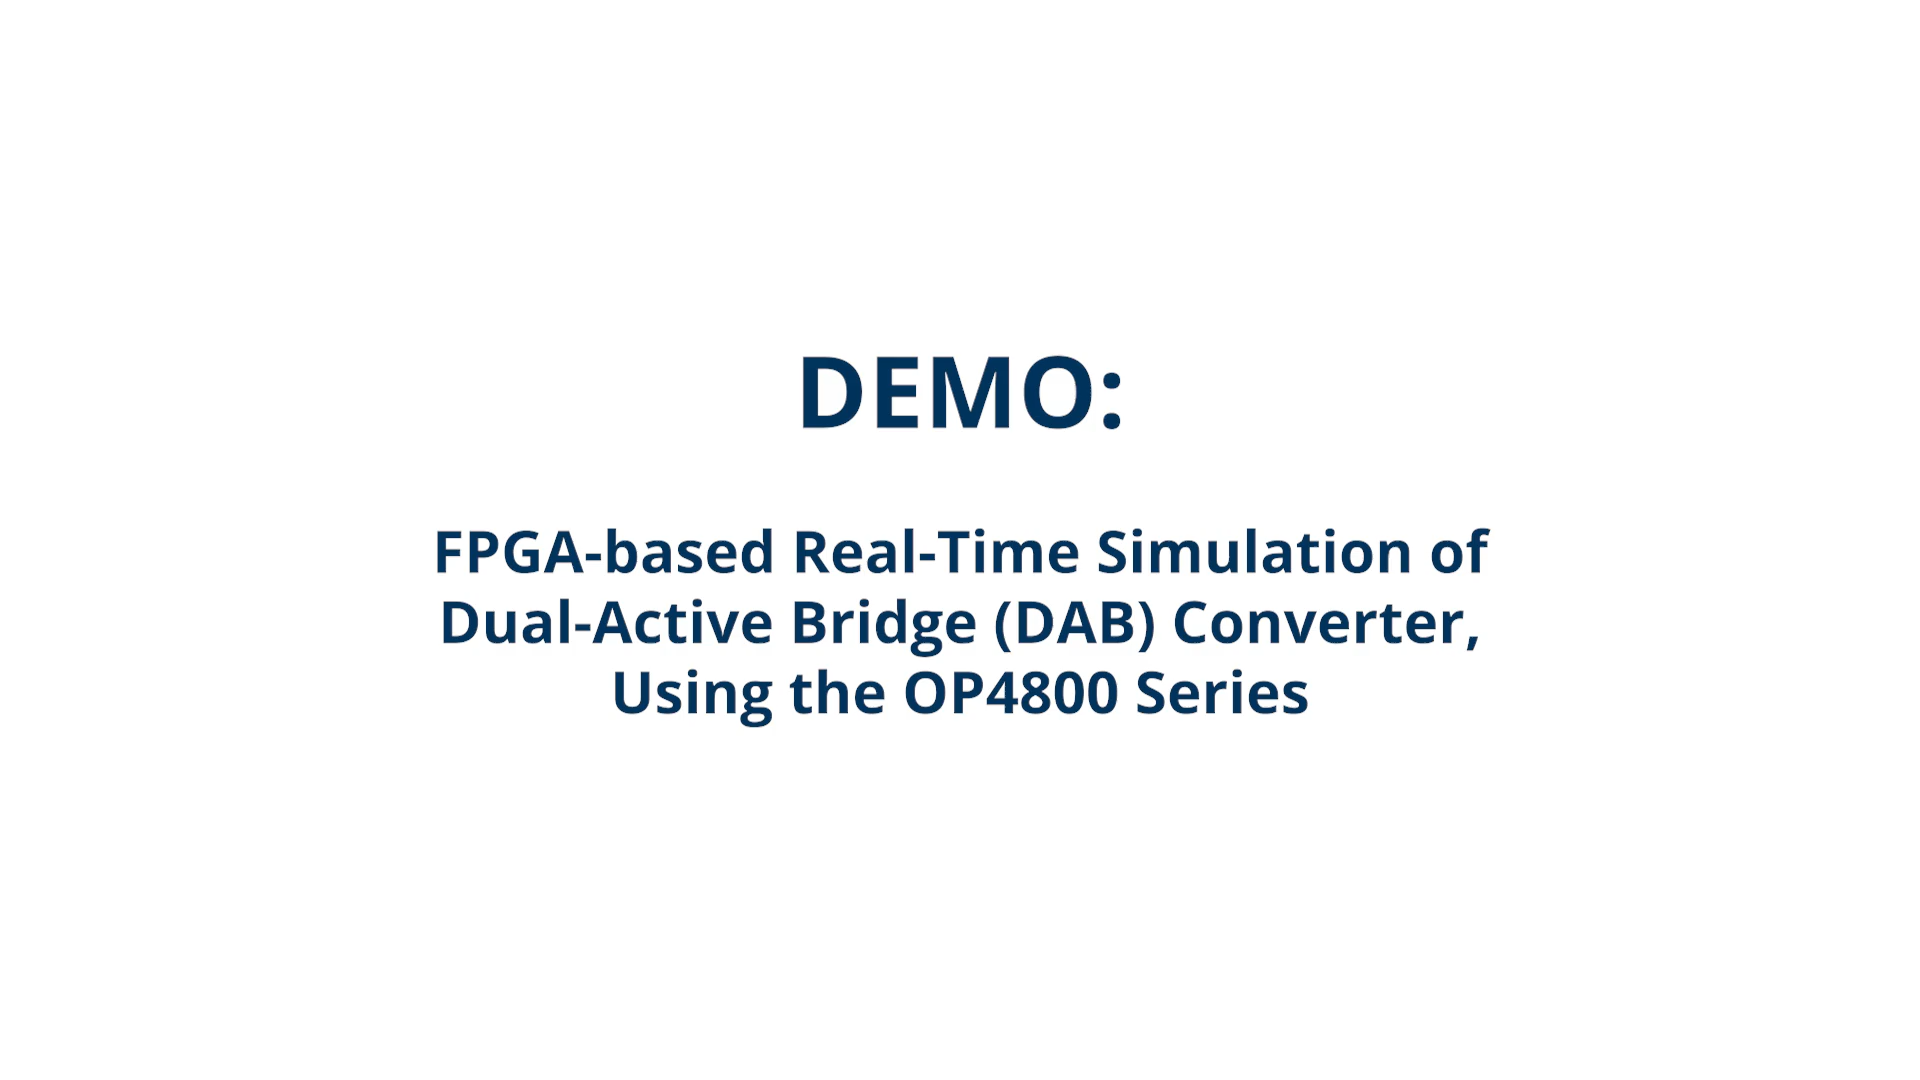 DEMO:
FPGA-based Real-Time Simulation of
Dual-Active Bridge (DAB) Converter,
Using the OP4800 Series